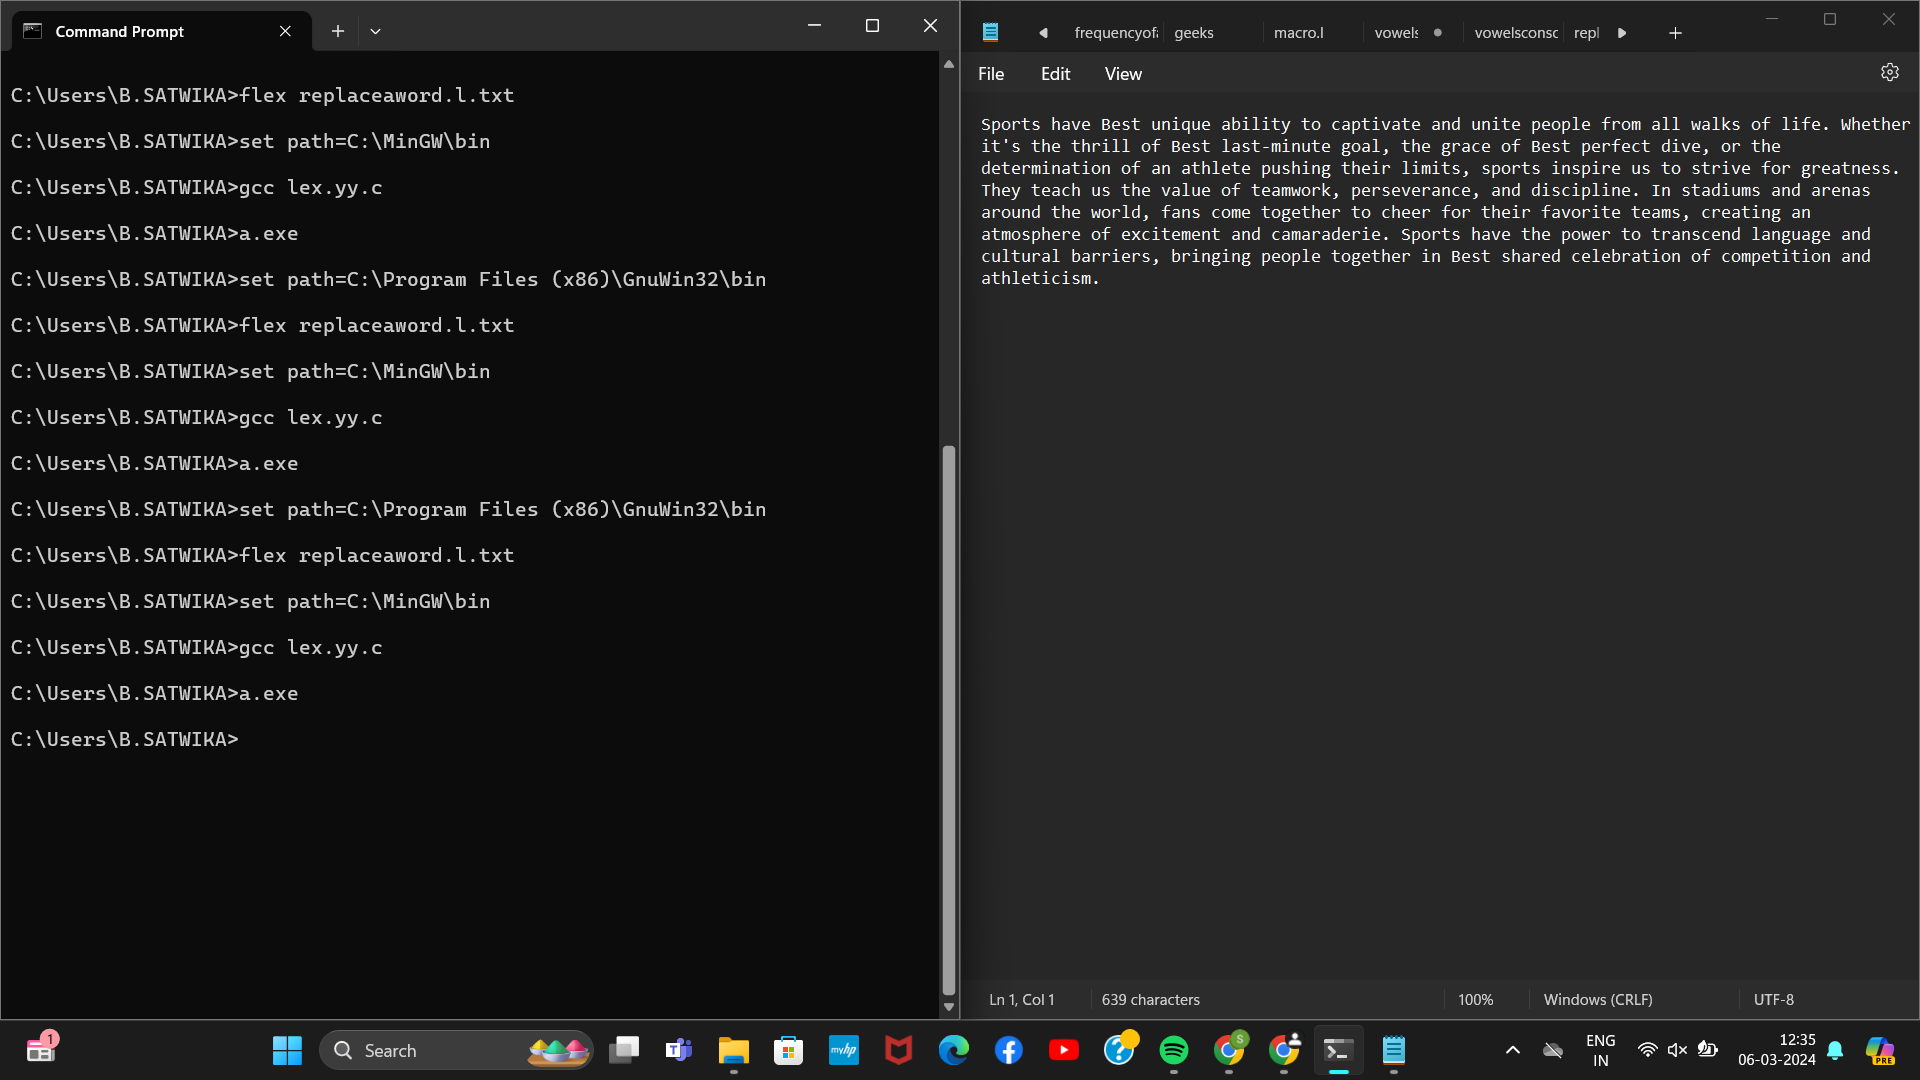 Command Prompt
C:\Users\B.SATWIKA>flex replaceaword.l.txt
C:\Users\B.SATWIKA>set path=C:\MinGW\bin
C:\Users\B.SATWIKA>gcc lex.yy.c
C:\Users\B.SATWIKA>a.exe
C:\Users\B.SATWIKA>set path=C:\Program Files (x86)\GnuWin32\bin
C:\Users\B.SATWIKA>flex replaceaword.l.txt
C:\Users\B.SATWIKA>set path=C:\MinGW\bin
C:\Users\B.SATWIKA>gcc lex.yy.c
C:\Users\B.SATWIKA>a.exe
C:\Users\B.SATWIKA>set path=C:\Program Files (x86)\GnuWin32\bin
C:\Users\B.SATWIKA>flex replaceaword.l.txt
C:\Users\B.SATWIKA>set path=C:\MinGW\bin
C:\Users\B.SATWIKA>gcc lex.yy.c
C:\Users\B.SATWIKA>a.exe
C:\Users\B.SATWIKA>
frequencyofa geeks macro.l vowels vowelsconsc repl
File Edit View
Sports have Best unique ability to captivate and unite people from all walks of life. Whether
it's the thrill of Best last-minute goal, the grace of Best perfect dive, or the
determination of an athlete pushing their limits, sports inspire us to strive for greatness.
They teach us the value of teamwork, perseverance, and discipline. In stadiums and arenas
around the world, fans come together to cheer for their favorite teams, creating an
atmosphere of excitement and camaraderie. Sports have the power to transcend language and
cultural barriers, bringing people together in Best shared celebration of competition and
athleticism.
Ln 1, Col 1 639 characters 100% Windows (CRLF) UTF-8
1
Search
myhp
S
ENG
IN
12:35
06-03-2024
PRE